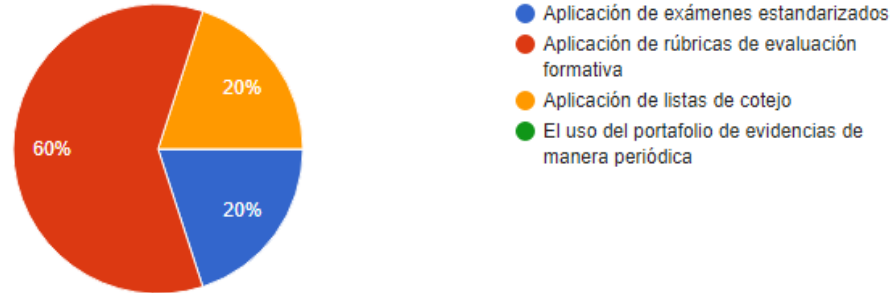 Aplicación de exámenes estandarizados
Aplicación de rúbricas de evaluación
formativa
Aplicación de listas de cotejo
El uso del portafolio de evidencias de
manera periódica
20%
60%
20%